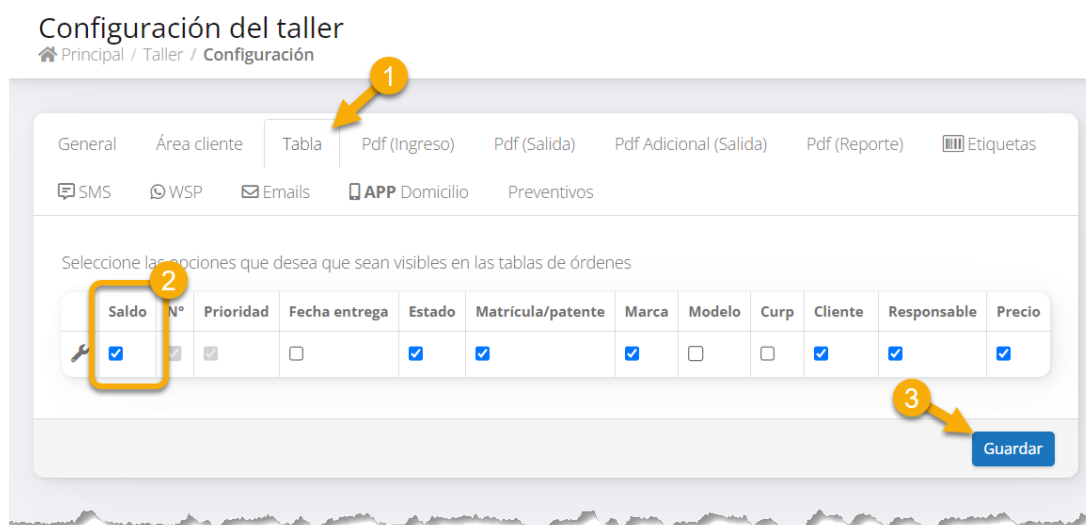 Configuración del taller
Principal / Taller / Configuración
1
General Área cliente Tabla Pdf (Ingreso) Pdf (Salida) Pdf Adicional (Salida) Pdf (Reporte) Etiquetas
SMS WSP Emails APP Domicilio Preventivos
Seleccione las opciones que desea que sean visibles en las tablas de órdenes
2
Saldo N° Prioridad Fecha entrega Estado Matrícula/patente Marca Modelo Curp Cliente Responsable Precio
3
Guardar